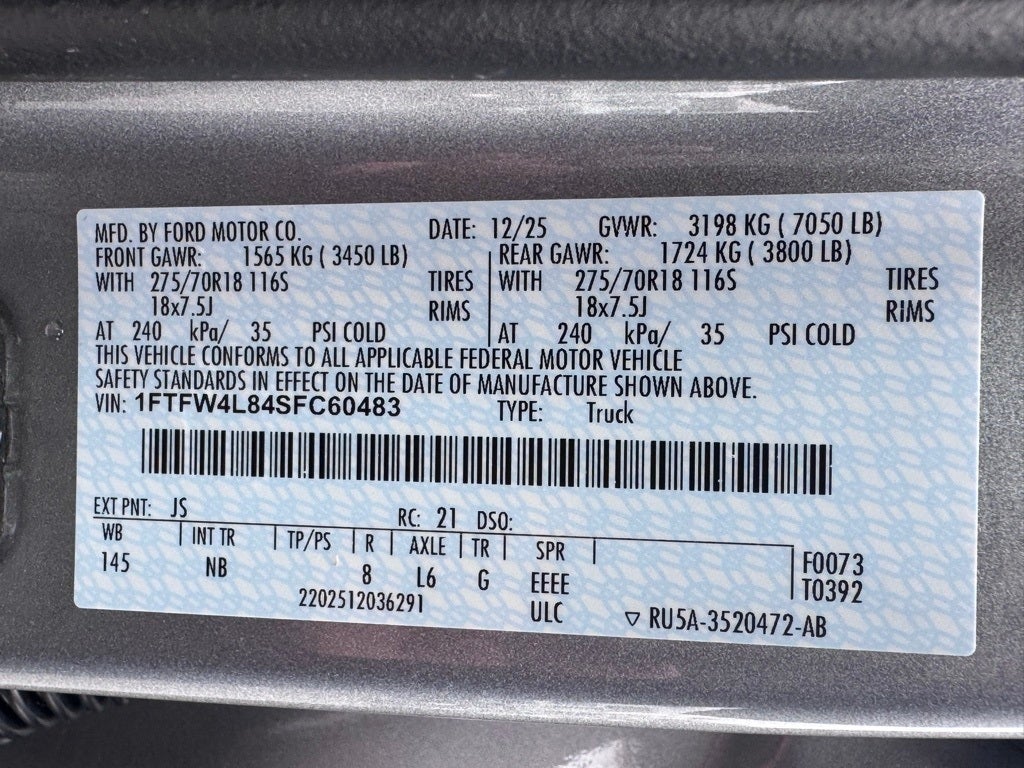 MFD. BY FORD MOTOR CO. DATE: 12/25 GVWR: 3198 KG ( 7050 LB)
FRONT GAWR: 1565 KG ( 3450 LB) REAR GAWR: 1724 KG ( 3800 LB)
WITH 275/70R18 116S TIRES WITH 275/70R18 116S TIRES
18x7.5J RIMS 18x7.5J RIMS
AT 240 kPa/ 35 PSI COLD AT 240 kPa/ 35 PSI COLD
THIS VEHICLE CONFORMS TO ALL APPLICABLE FEDERAL MOTOR VEHICLE
SAFETY STANDARDS IN EFFECT ON THE DATE OF MANUFACTURE SHOWN ABOVE.
VIN: 1FTFW4L84SFC60483 TYPE: Truck
EXT PNT: JS RC: 21 DSO:
WB INT TR TP/PS R AXLE TR SPR
145 NB 8 L6 G EEEE
F0073
T0392
2202512036291 ULC ▽ RU5A-3520472-AB